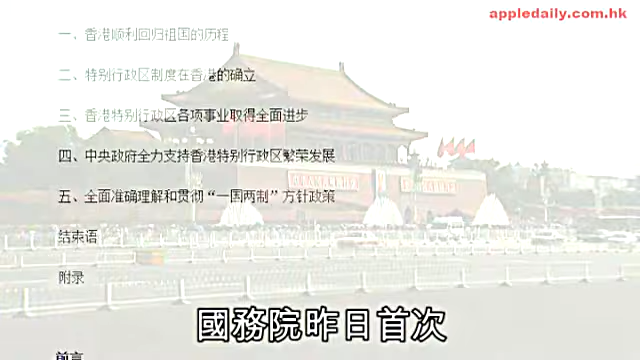 appledaily.com.hk
一、香港顺利回归祖国的历程
二、特别行政区制度在香港的确立
三、香港特别行政区各项事业取得全面进步
四、中央政府全力支持香港特别行政区繁荣发展
五、全面准确理解和贯彻“一国两制”方针政策
结束语
附录
國務院昨日首次
前言